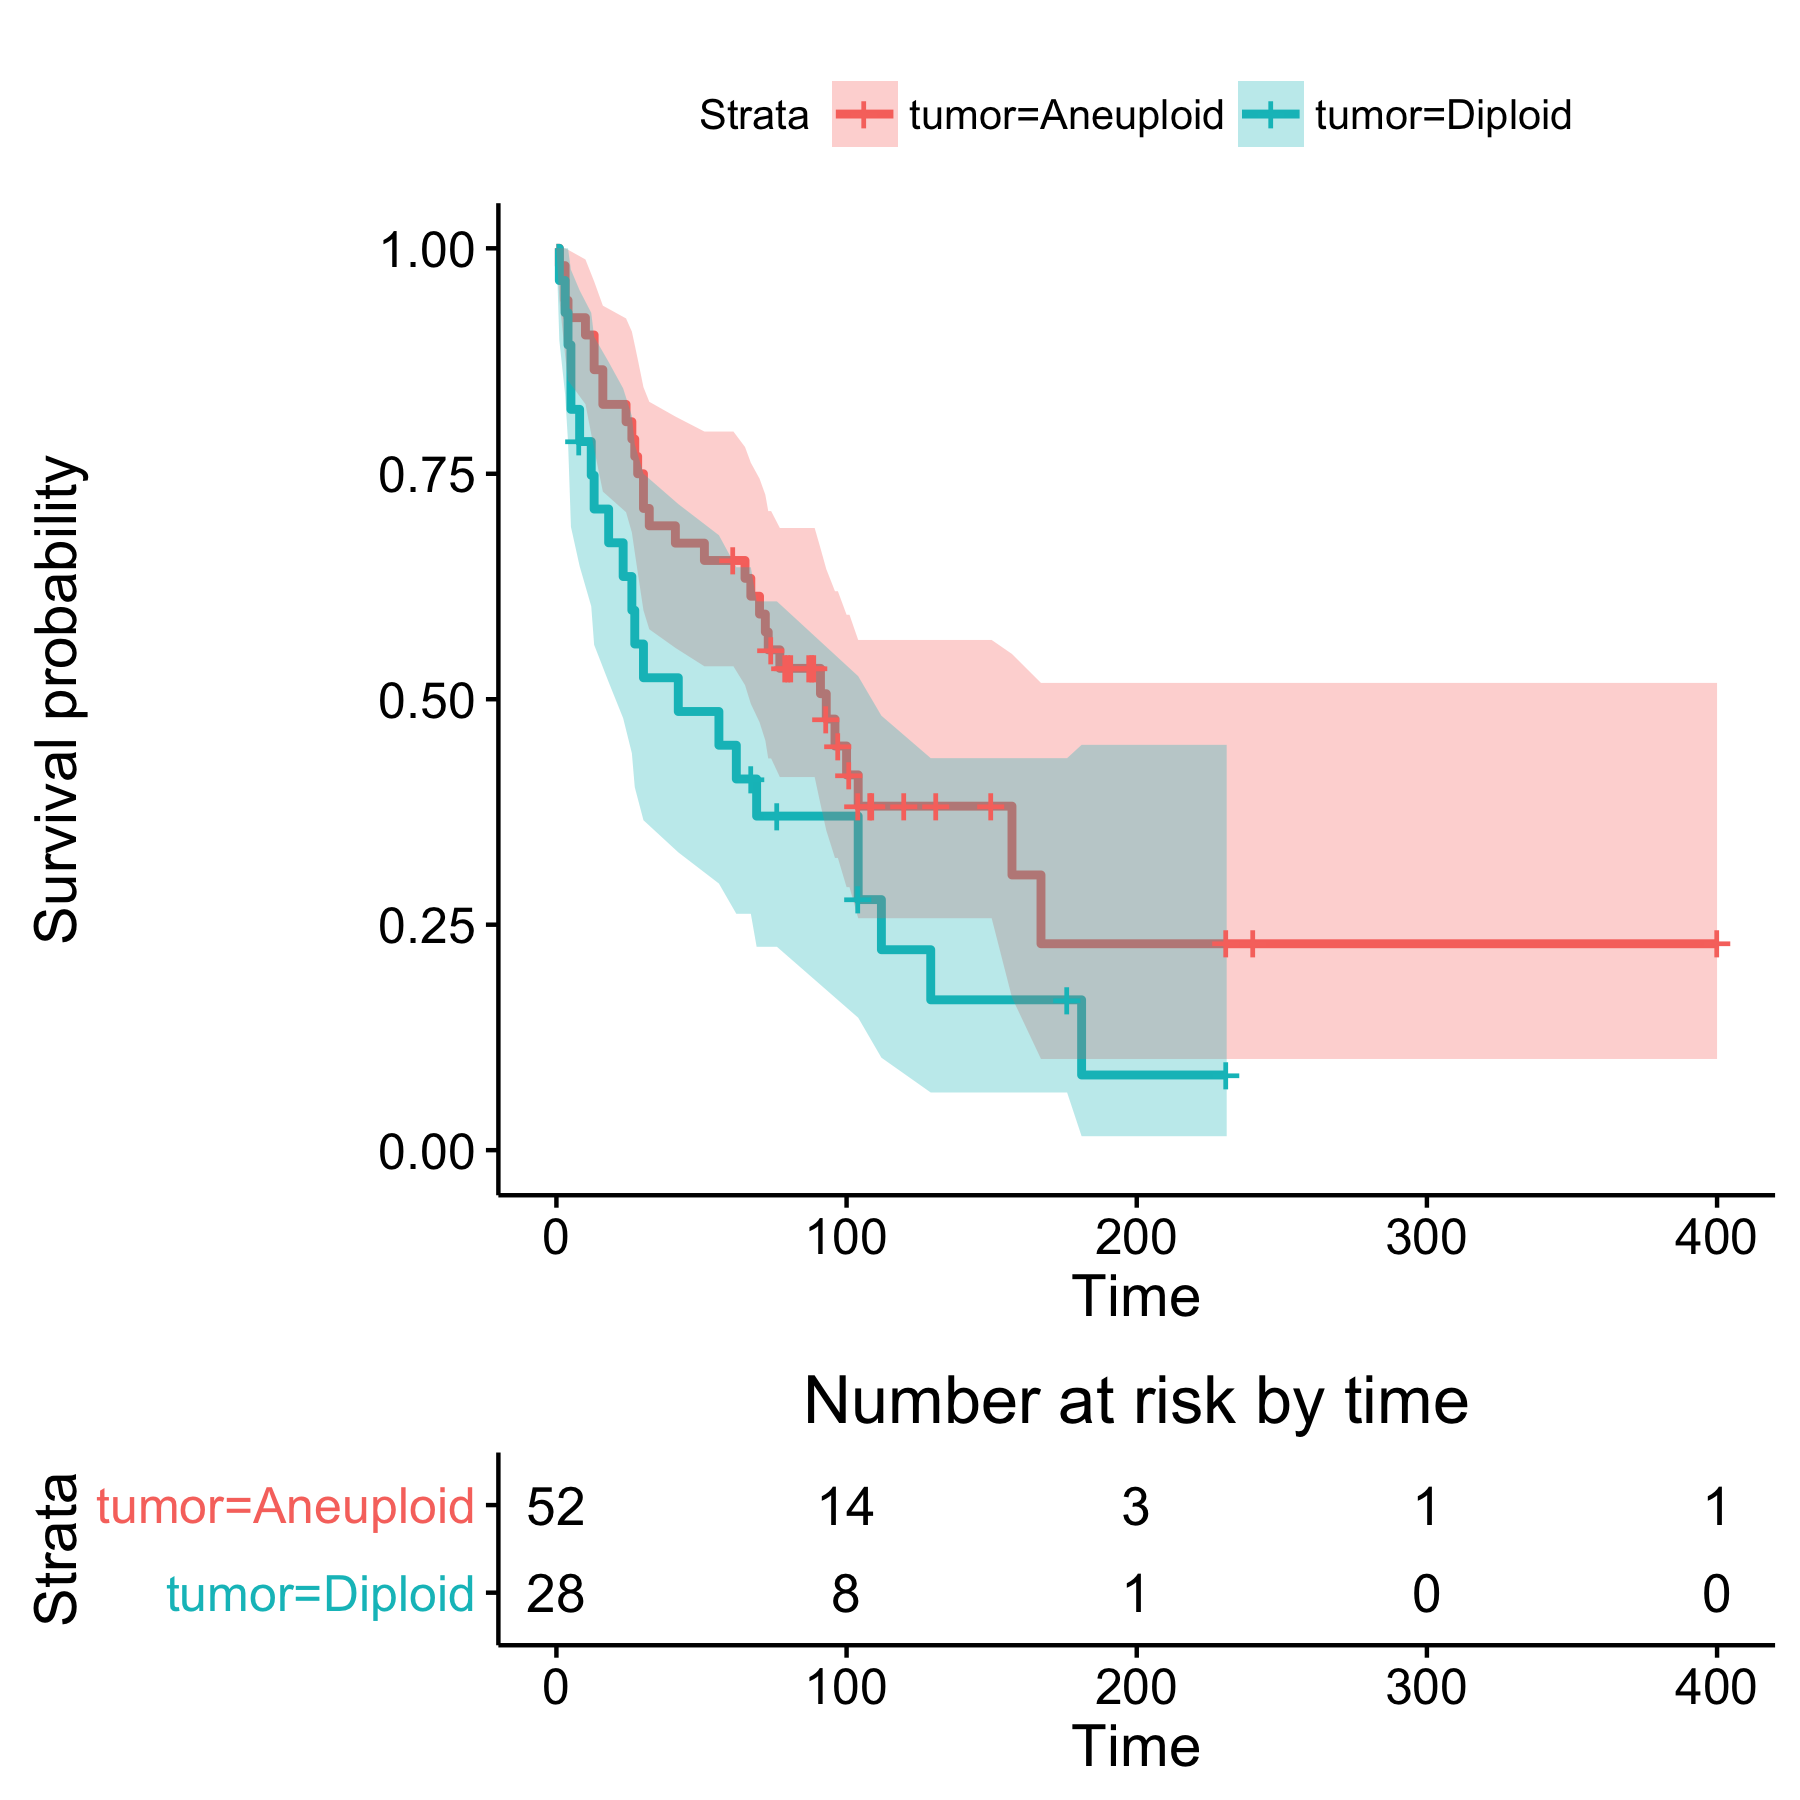 Strata tumor=Aneuploid tumor=Diploid
Survival probability
1.00
0.75
0.50
0.25
0.00
0 100 200 300 400
Time
Number at risk by time
Strata
tumor=Aneuploid 52 14 3 1 1
tumor=Diploid 28 8 1 0 0
0 100 200 300 400
Time